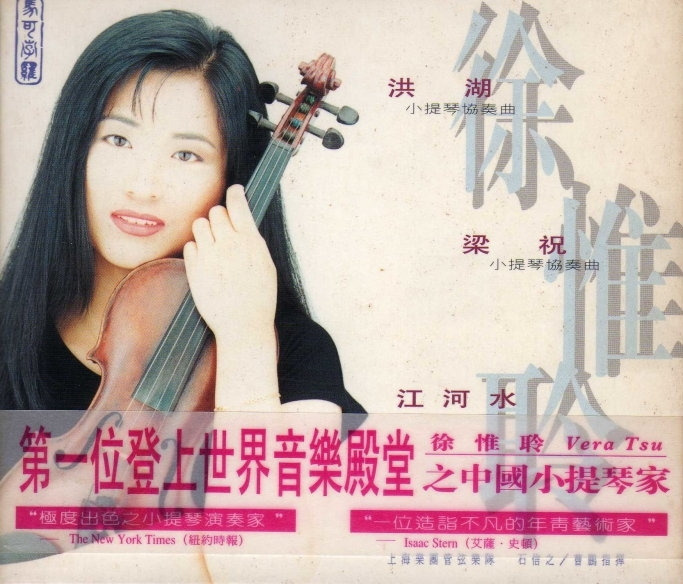 馬可孛羅
徐惟聆
洪湖
小提琴協奏曲
梁祝
小提琴協奏曲
江河水
第一位登上世界音樂殿堂
徐惟聆 Vera Tsu
之中國小提琴家
“極度出色之小提琴演奏家”
— The New York Times（紐約時報）
“一位造詣不凡的年靑藝術家”
— Isaac Stern（艾薩・史頓）
上海樂團管弦樂隊 石信之／曹鵬指揮